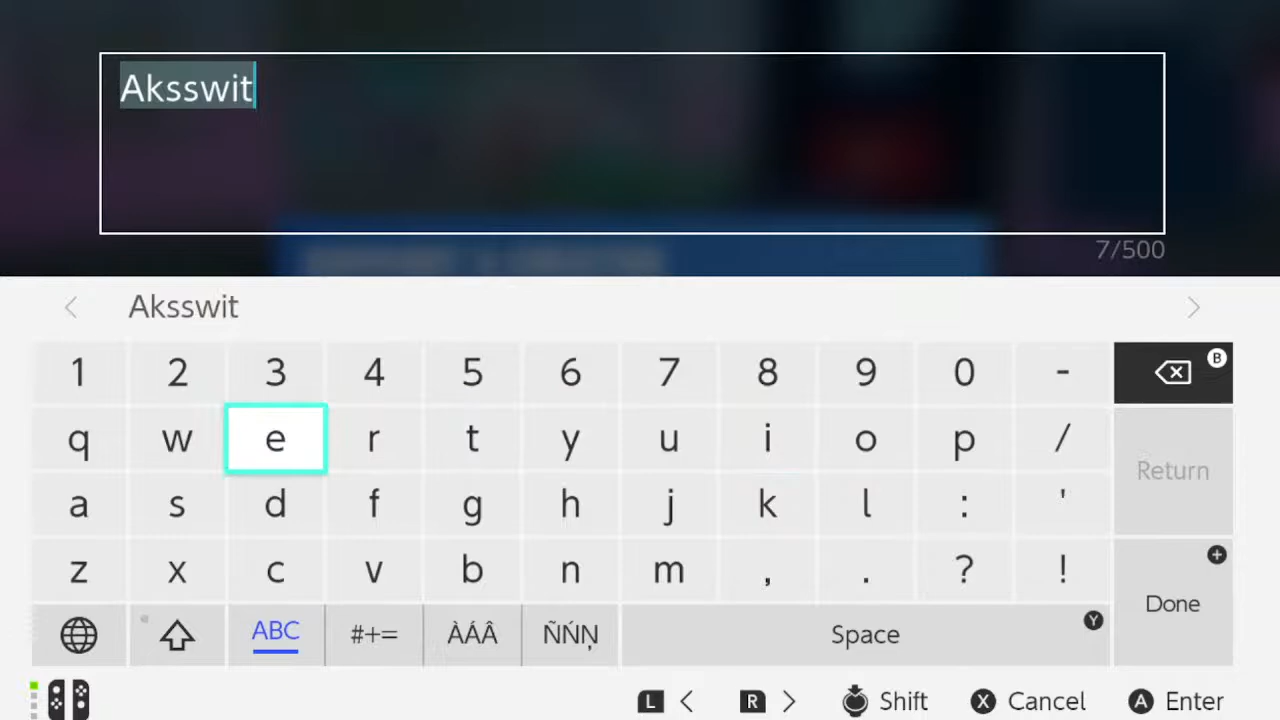 Aksswit
7/500
< Aksswit >
1 2 3 4 5 6 7 8 9 0 - B
q w e r t y u i o p /
Return
a s d f g h j k l : '
z x c v b n m , . ? ! +
Done
ABC #+= ÀÁÂ ÑŃŅ Space Y
L < R > Shift X Cancel A Enter